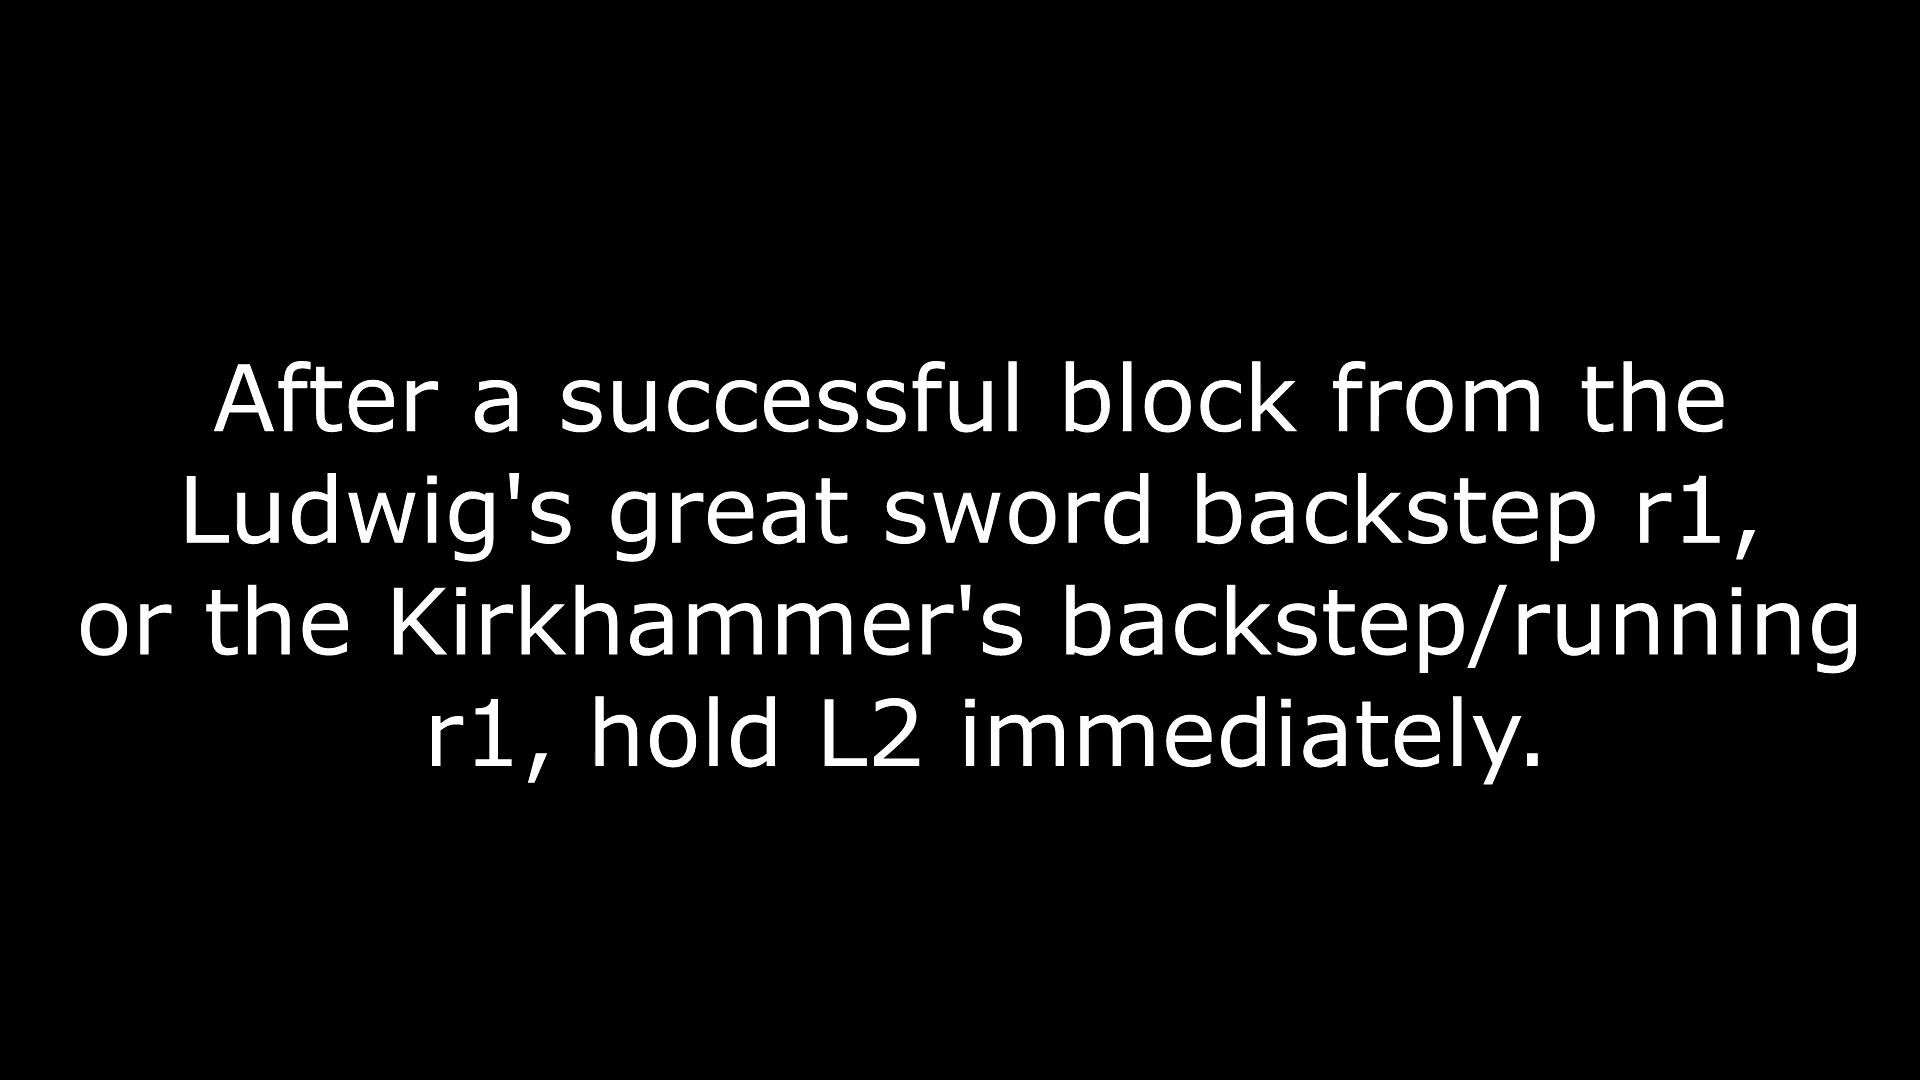 After a successful block from the
Ludwig's great sword backstep r1,
or the Kirkhammer's backstep/running
r1, hold L2 immediately.